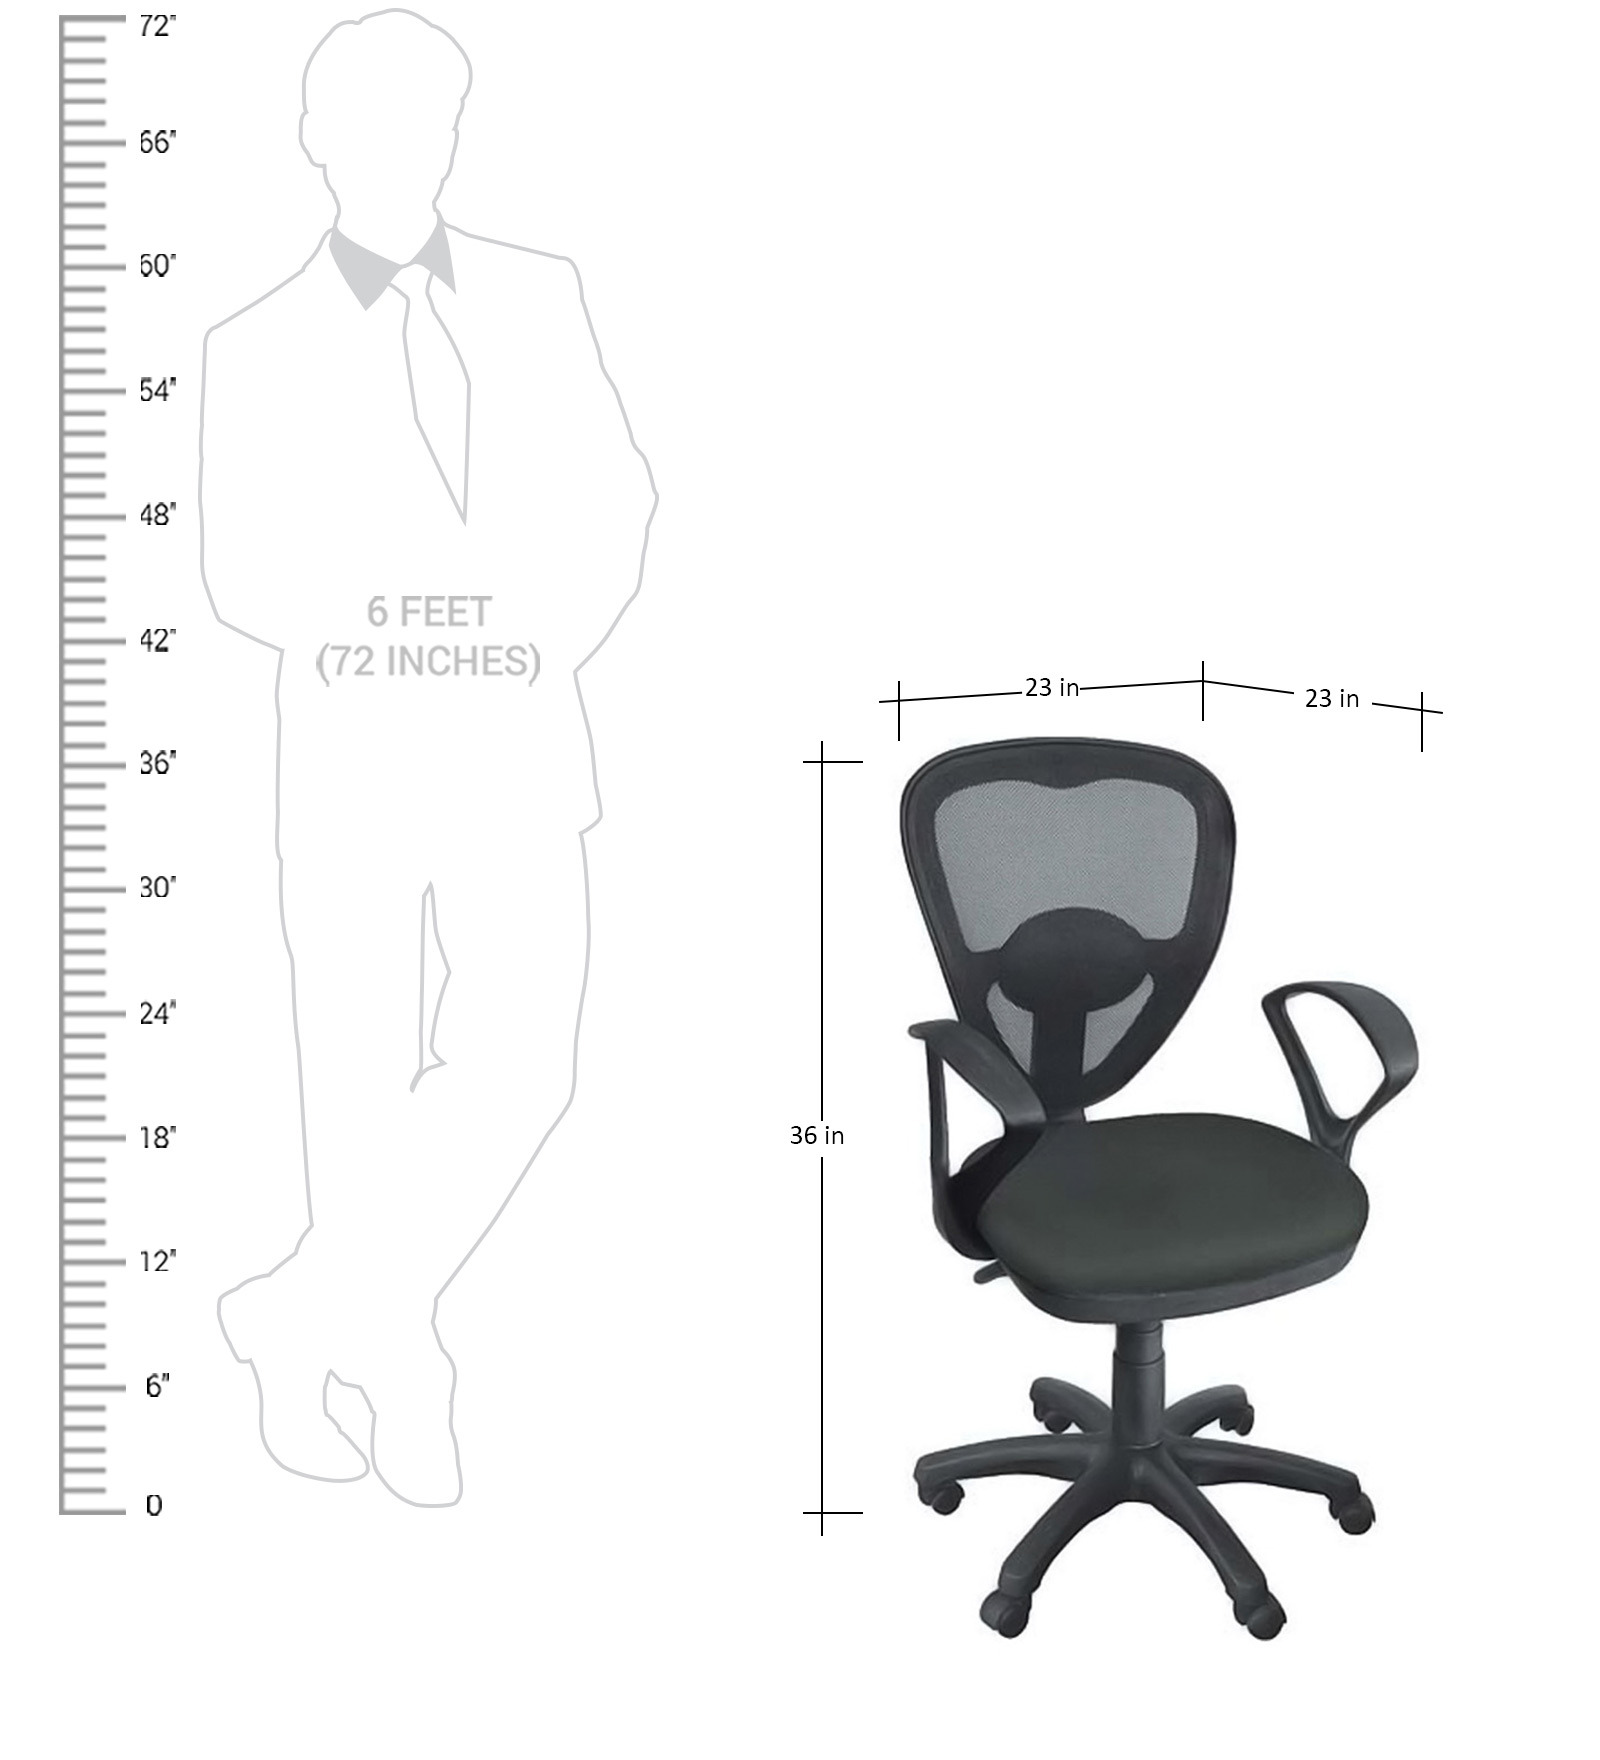 72"
66"
60"
54"
48"
6 FEET
(72 INCHES)
42"
36"
30"
24"
18"
12"
6"
0
23 in
23 in
36 in